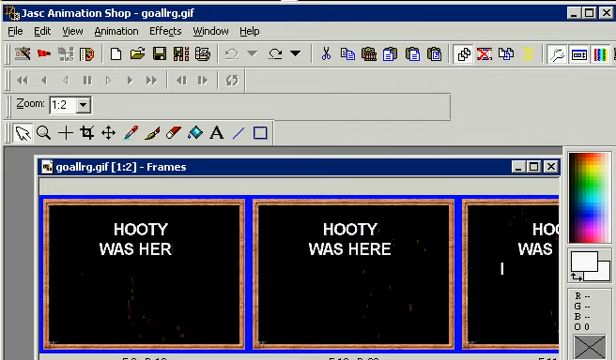 Jasc Animation Shop - goallrg.gif
File Edit View Animation Effects Window Help
Zoom: 1:2
goallrg.gif [1:2] - Frames
HOOTY
WAS HER
HOOTY
WAS HERE
HOO
WAS
R --
G --
B --
O 0